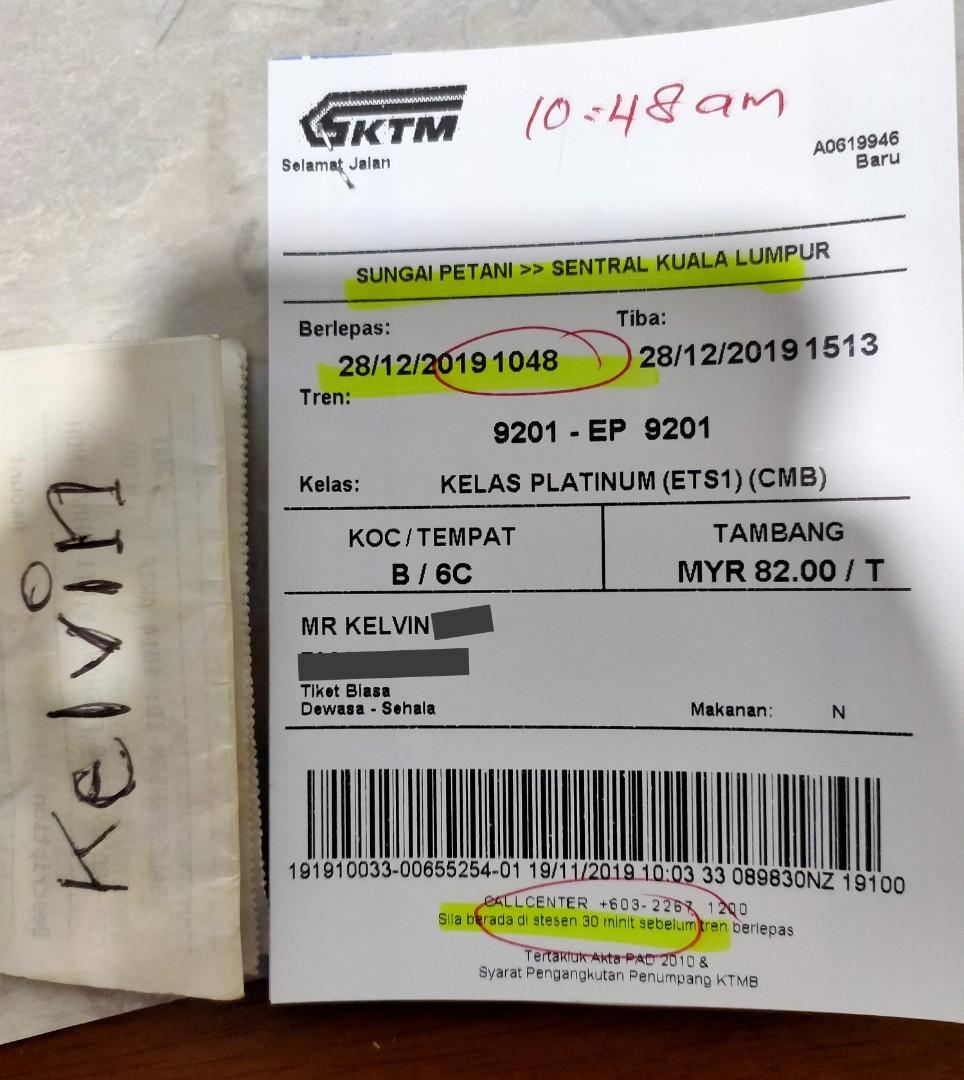 KTM
10:48 am
Selamat Jalan
A0619946
Baru
SUNGAI PETANI >> SENTRAL KUALA LUMPUR
Berlepas:
Tiba:
28/12/2019 1048
28/12/2019 1513
Tren:
9201 - EP 9201
Kelas: KELAS PLATINUM (ETS1) (CMB)
KOC/TEMPAT
TAMBANG
B / 6C
MYR 82.00 / T
MR KELVIN
Tiket Biasa
Dewasa - Sehala
Makanan: N
191910033-00655254-01 19/11/2019 10:03 33 089830NZ 19100
CALLCENTER +603-2267 1200
Sila berada di stesen 30 minit sebelum tren berlepas
Tertakluk Akta PAD 2010 &
Syarat Pengangkutan Penumpang KTMB
Kelvin